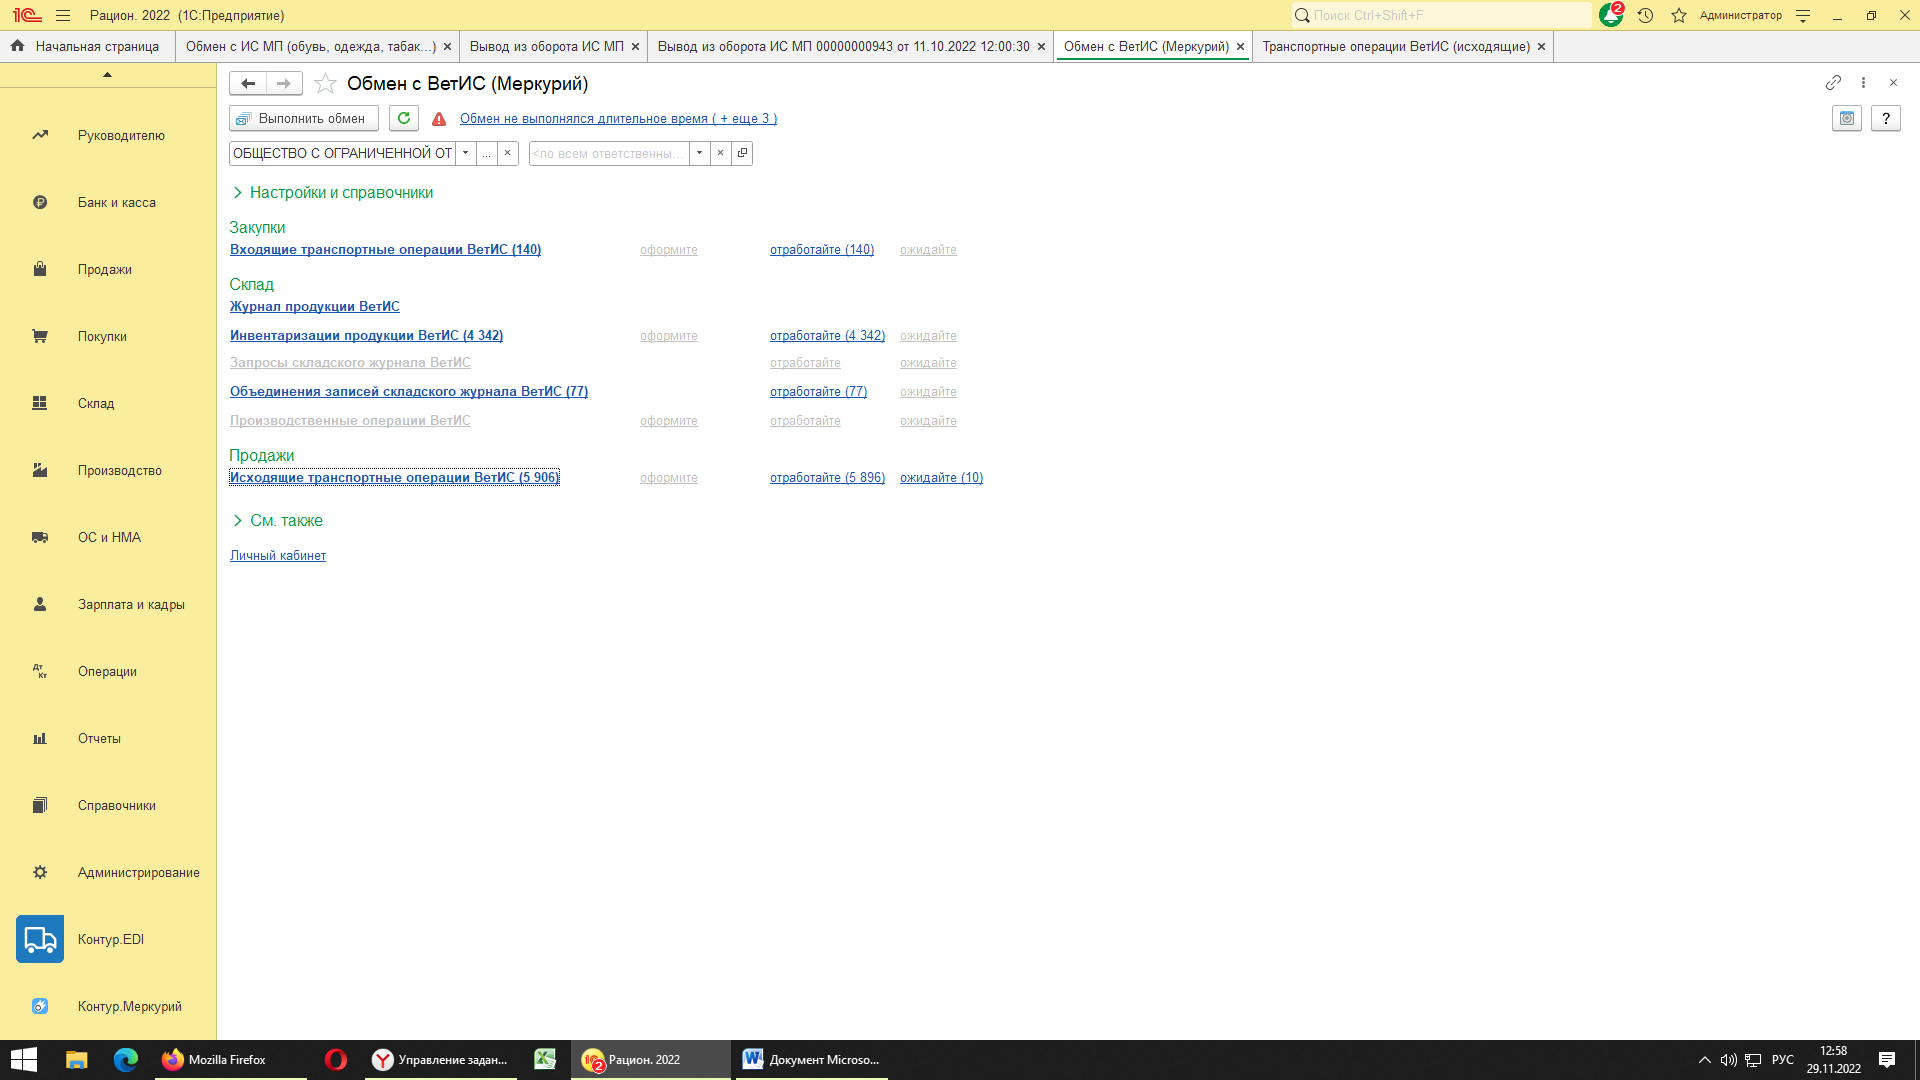 Рацион. 2022 (1С:Предприятие)
Поиск Ctrl+Shift+F
2
Администратор
Начальная страница
Обмен с ИС МП (обувь, одежда, табак...)
Вывод из оборота ИС МП
Вывод из оборота ИС МП 00000000943 от 11.10.2022 12:00:30
Обмен с ВетИС (Меркурий)
Транспортные операции ВетИС (исходящие)
Обмен с ВетИС (Меркурий)
Выполнить обмен
Обмен не выполнялся длительное время ( + еще 3 )
?
ОБЩЕСТВО С ОГРАНИЧЕННОЙ ОТ
...
<по всем ответственны...
Настройки и справочники
Закупки
Входящие транспортные операции ВетИС (140) оформите отработайте (140) ожидайте
Склад
Журнал продукции ВетИС
Инвентаризации продукции ВетИС (4 342) оформите отработайте (4 342) ожидайте
Запросы складского журнала ВетИС отработайте ожидайте
Объединения записей складского журнала ВетИС (77) отработайте (77) ожидайте
Производственные операции ВетИС оформите отработайте ожидайте
Продажи
Исходящие транспортные операции ВетИС (5 906) оформите отработайте (5 896) ожидайте (10)
См. также
Личный кабинет
Руководителю
Банк и касса
Продажи
Покупки
Склад
Производство
ОС и НМА
Зарплата и кадры
Дт Кт
Операции
Отчеты
Справочники
Администрирование
Контур.EDI
Контур.Меркурий
Mozilla Firefox
Управление задан...
2
Рацион. 2022
Документ Microso...
РУС
12:58
29.11.2022